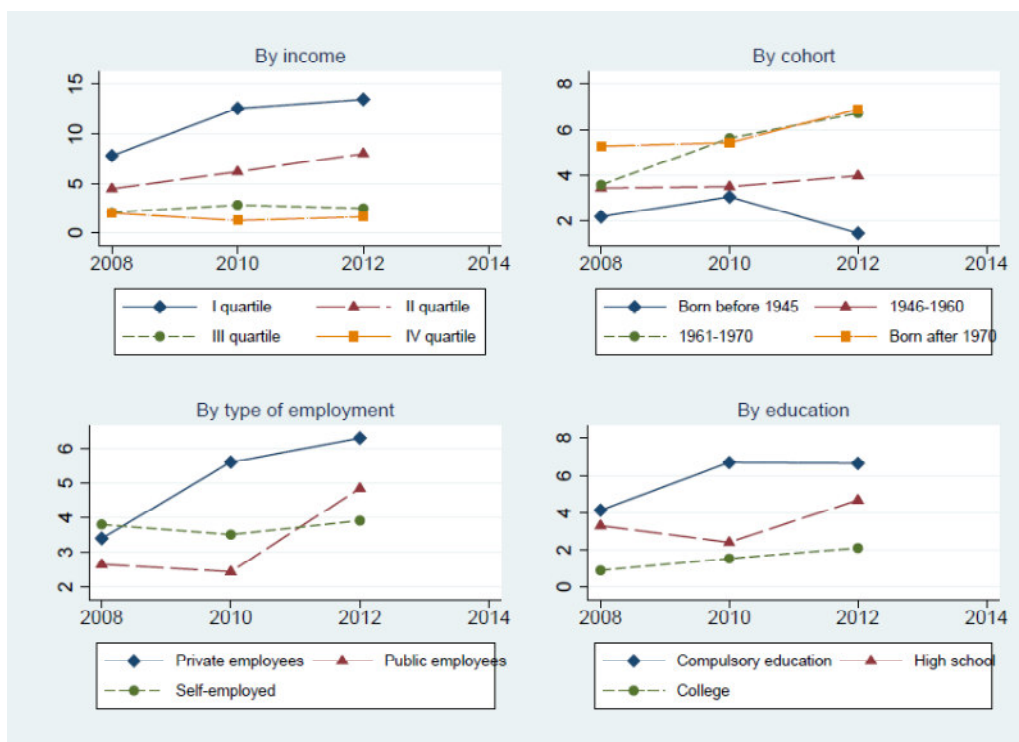 By income
15
10
5
0
2008 2010 2012 2014
I quartile II quartile
III quartile IV quartile
By cohort
8
6
4
2
2008 2010 2012 2014
Born before 1945 1946-1960
1961-1970 Born after 1970
By type of employment
6
5
4
3
2
2008 2010 2012 2014
Private employees Public employees
Self-employed
By education
8
6
4
2
0
2008 2010 2012 2014
Compulsory education High school
College